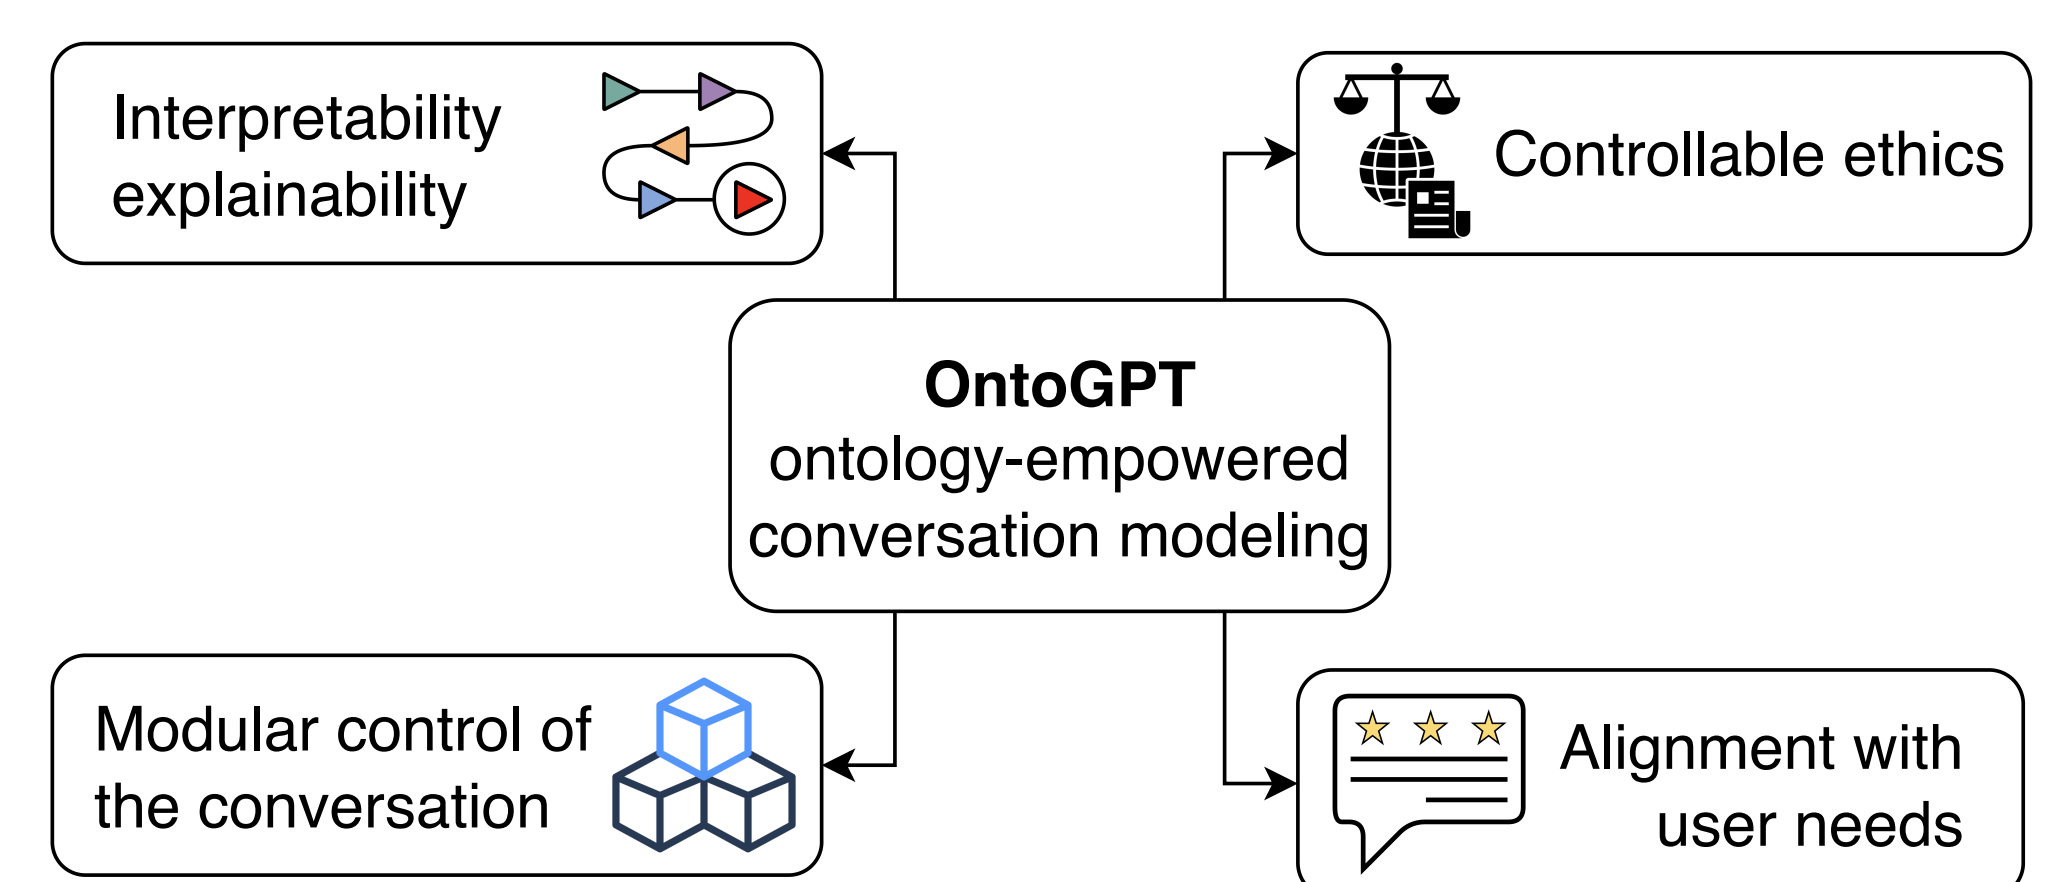 Interpretability
explainability
Controllable ethics
OntoGPT
ontology-empowered
conversation modeling
Modular control of
the conversation
Alignment with
user needs